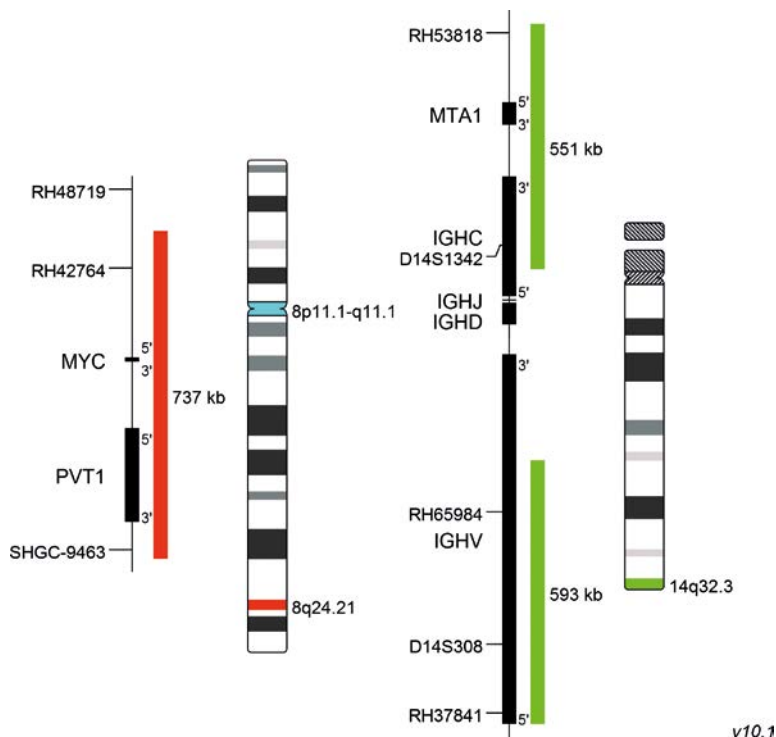 RH48719
RH42764
5'
MYC
3'
737 kb
5'
PVT1
3'
SHGC-9463
8p11.1-q11.1
8q24.21
RH53818
5'
MTA1
3'
551 kb
3'
IGHC
D14S1342
5'
IGHJ
IGHD
3'
RH65984
IGHV
593 kb
D14S308
RH37841
5'
14q32.3
v10.1